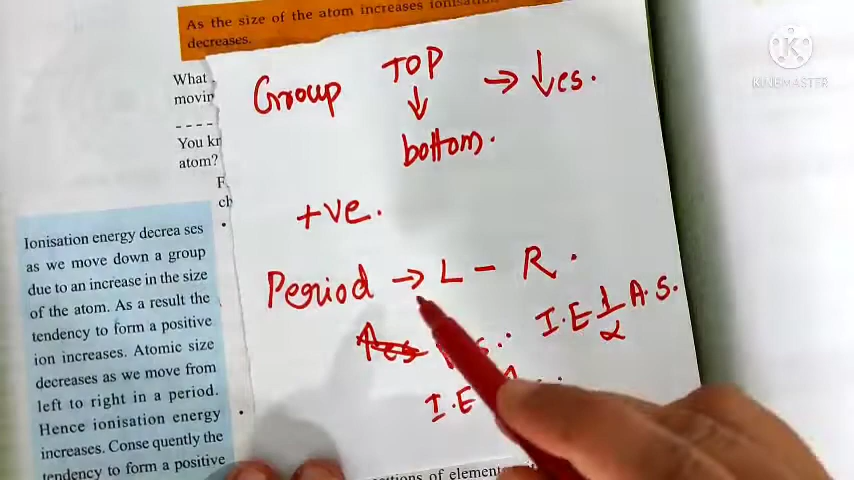 As the size of the atom increases ionisation
decreases.
What
movin
You kn
atom?
Group TOP → ↓es.
↓
bottom.
+ve.
Period → L - R.
I.E 1/α A.S.
I.E
Ionisation energy decrea ses
as we move down a group
due to an increase in the size
of the atom. As a result the
tendency to form a positive
ion increases. Atomic size
decreases as we move from
left to right in a period.
Hence ionisation energy
increases. Conse quently the
tendency to form a positive
of elements
KINEMASTER